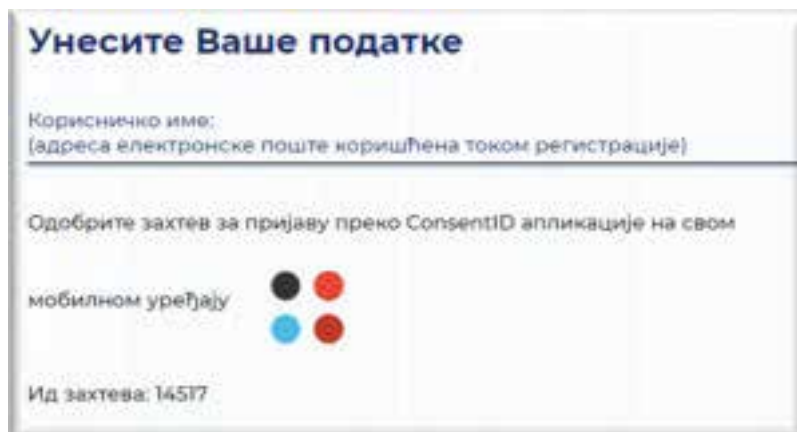 Унесите Ваше податке
Корисничко име:
(адреса електронске поште коришћена током регистрације)
Одобрите захтев за пријаву преко ConsentID апликације на свом
мобилном уређају
Ид захтева: 14517